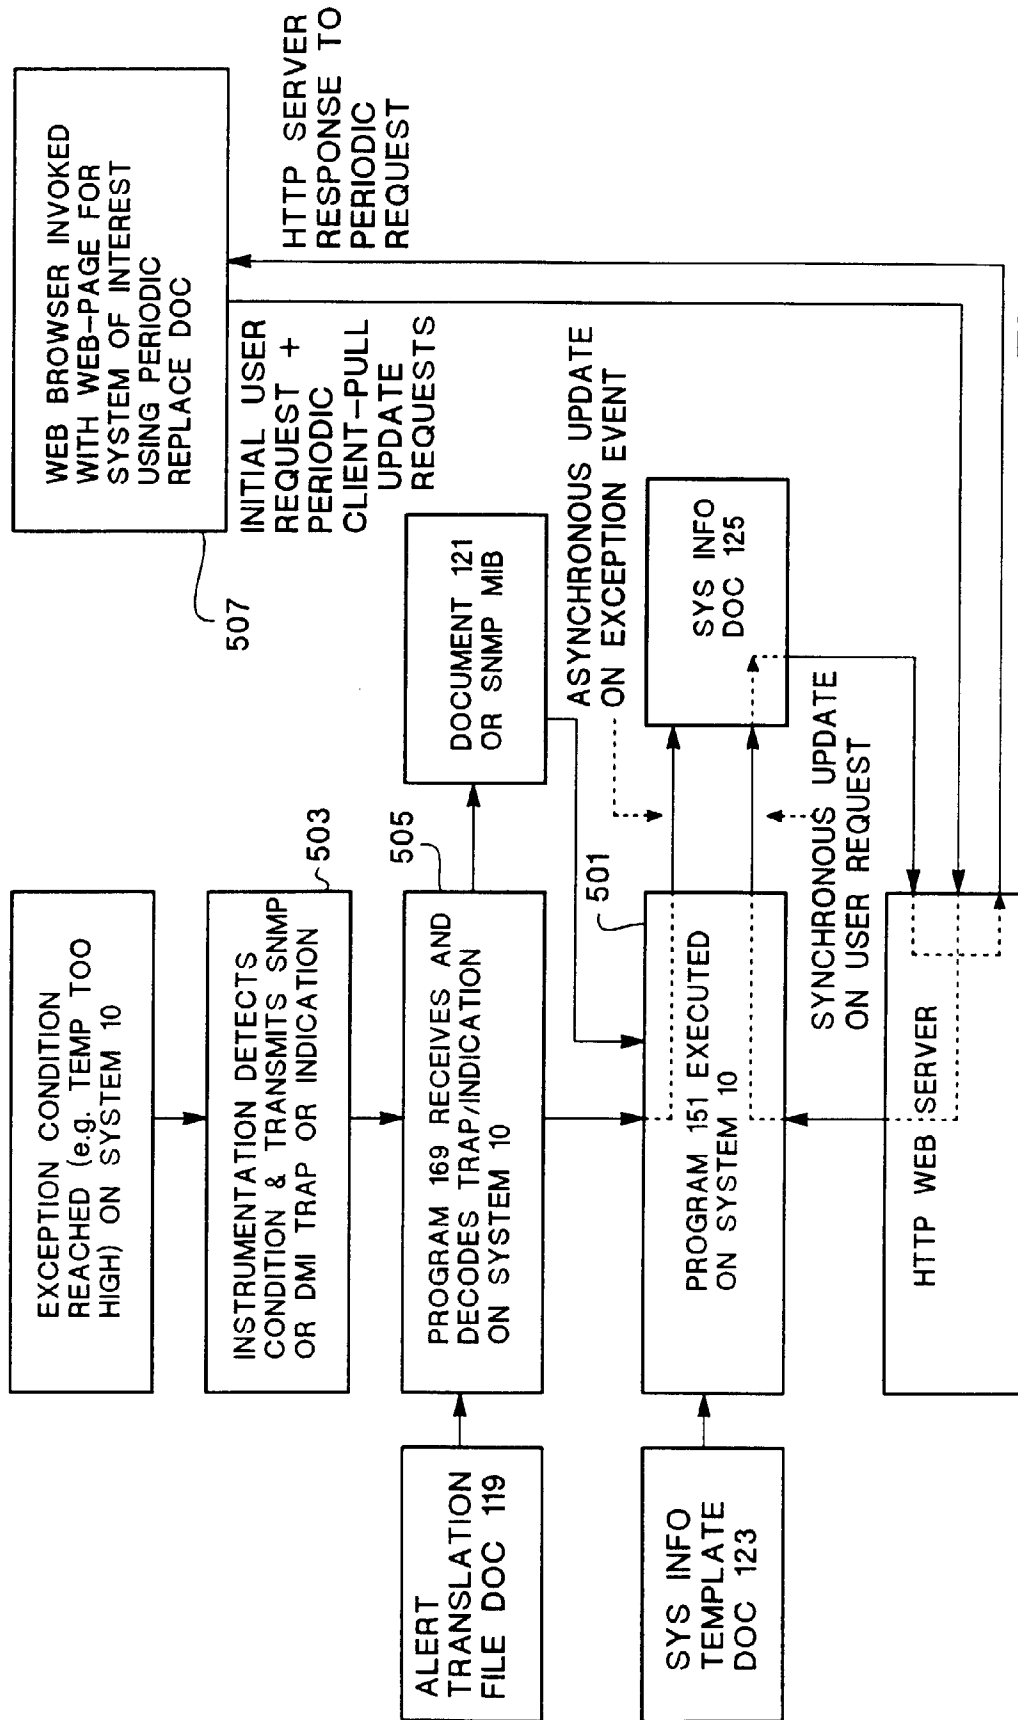 EXCEPTION CONDITION
REACHED (e.g. TEMP TOO
HIGH) ON SYSTEM 10
INSTRUMENTATION DETECTS
CONDITION & TRANSMITS SNMP
OR DMI TRAP OR INDICATION
503
ALERT
TRANSLATION
FILE DOC 119
PROGRAM 169 RECEIVES AND
DECODES TRAP/INDICATION
ON SYSTEM 10
505
DOCUMENT 121
OR SNMP MIB
WEB BROWSER INVOKED
WITH WEB-PAGE FOR
SYSTEM OF INTEREST
USING PERIODIC
REPLACE DOC
507
INITIAL USER
REQUEST +
PERIODIC
CLIENT-PULL
UPDATE
REQUESTS
HTTP SERVER
RESPONSE TO
PERIODIC
REQUEST
ASYNCHRONOUS UPDATE
ON EXCEPTION EVENT
SYS INFO
TEMPLATE
DOC 123
PROGRAM 151 EXECUTED
ON SYSTEM 10
501
SYS INFO
DOC 125
SYNCHRONOUS UPDATE
ON USER REQUEST
HTTP WEB SERVER